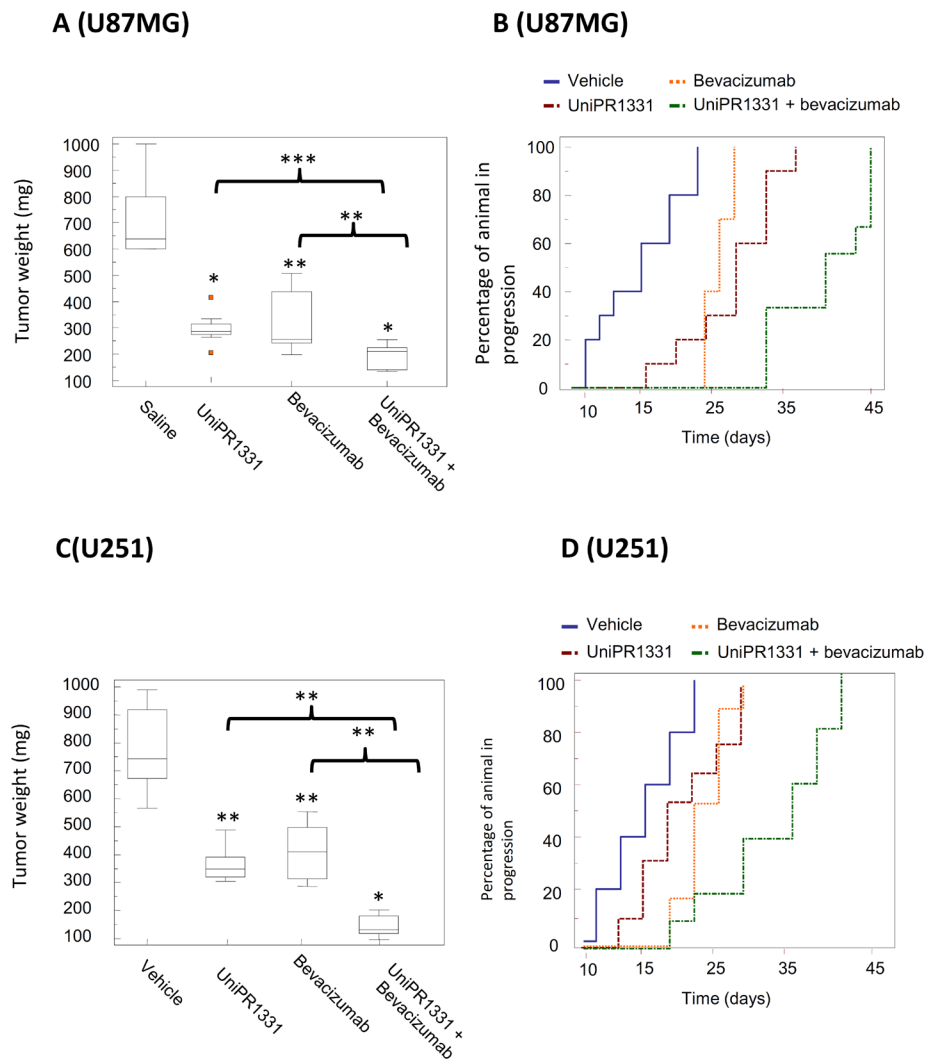 A (U87MG)
Tumor weight (mg)
1000
900
800
700
600
500
400
300
200
100
***
**
*
**
*
Saline
UniPR1331
Bevacizumab
UniPR1331 +
Bevacizumab
B (U87MG)
Vehicle
Bevacizumab
UniPR1331
UniPR1331 + bevacizumab
Percentage of animal in
progression
100
80
60
40
20
0
10
15
25
35
45
Time (days)
C(U251)
Tumor weight (mg)
1000
900
800
700
600
500
400
300
200
100
**
**
**
**
*
Vehicle
UniPR1331
Bevacizumab
UniPR1331 +
Bevacizumab
D (U251)
Vehicle
Bevacizumab
UniPR1331
UniPR1331 + bevacizumab
Percentage of animal in
progression
100
80
60
40
20
0
10
15
25
35
45
Time (days)